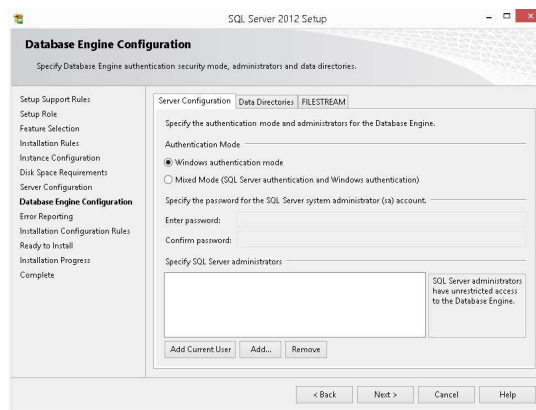 SQL Server 2012 Setup
Database Engine Configuration
Specify Database Engine authentication security mode, administrators and data directories.
Setup Support Rules
Setup Role
Feature Selection
Installation Rules
Instance Configuration
Disk Space Requirements
Server Configuration
Database Engine Configuration
Error Reporting
Installation Configuration Rules
Ready to Install
Installation Progress
Complete
Server Configuration Data Directories FILESTREAM
Specify the authentication mode and administrators for the Database Engine.
Authentication Mode
Windows authentication mode
Mixed Mode (SQL Server authentication and Windows authentication)
Specify the password for the SQL Server system administrator (sa) account.
Enter password:
Confirm password:
Specify SQL Server administrators
SQL Server administrators
have unrestricted access
to the Database Engine.
Add Current User Add... Remove
< Back Next > Cancel Help